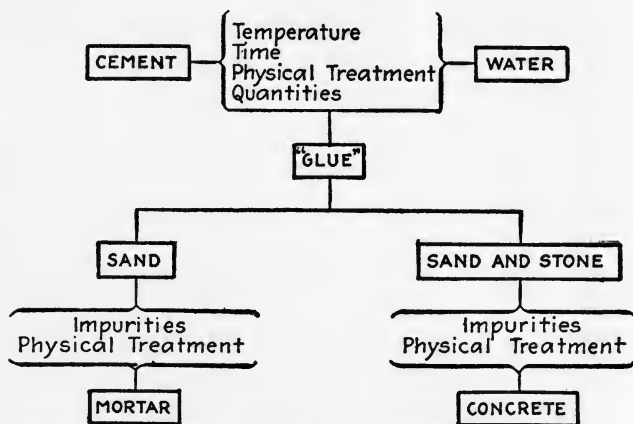 Temperature
Time
CEMENT Physical Treatment WATER
Quantities
"GLUE"
SAND SAND AND STONE
Impurities Impurities
Physical Treatment Physical Treatment
MORTAR CONCRETE